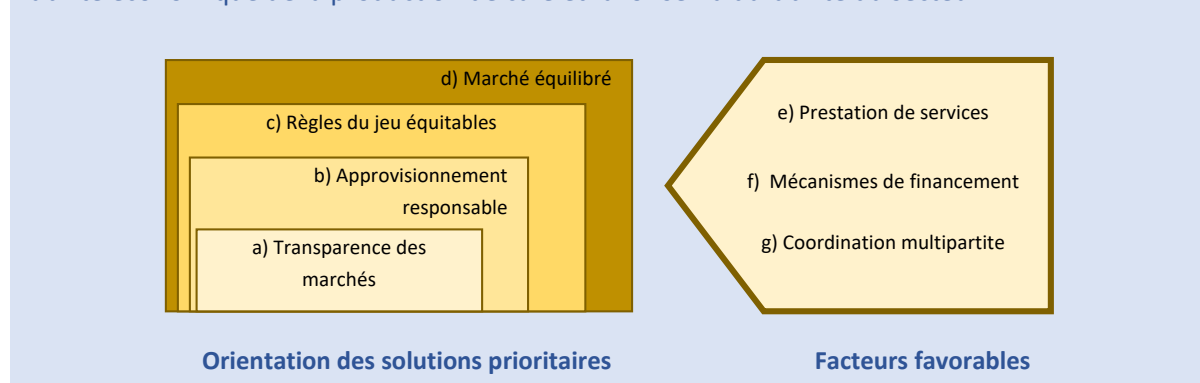 d) Marché équilibré
c) Règles du jeu équitables
b) Approvisionnement
responsable
a) Transparence des
marchés
e) Prestation de services
f) Mécanismes de financement
g) Coordination multipartite
Orientation des solutions prioritaires
Facteurs favorables